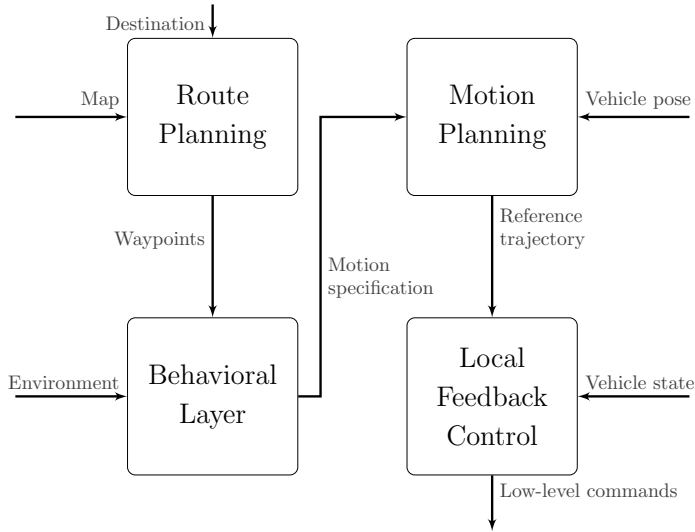 Destination
Map
Route
Planning
Motion
Planning
Vehicle pose
Waypoints
Reference
trajectory
Motion
specification
Environment
Behavioral
Layer
Local
Feedback
Control
Vehicle state
Low-level commands